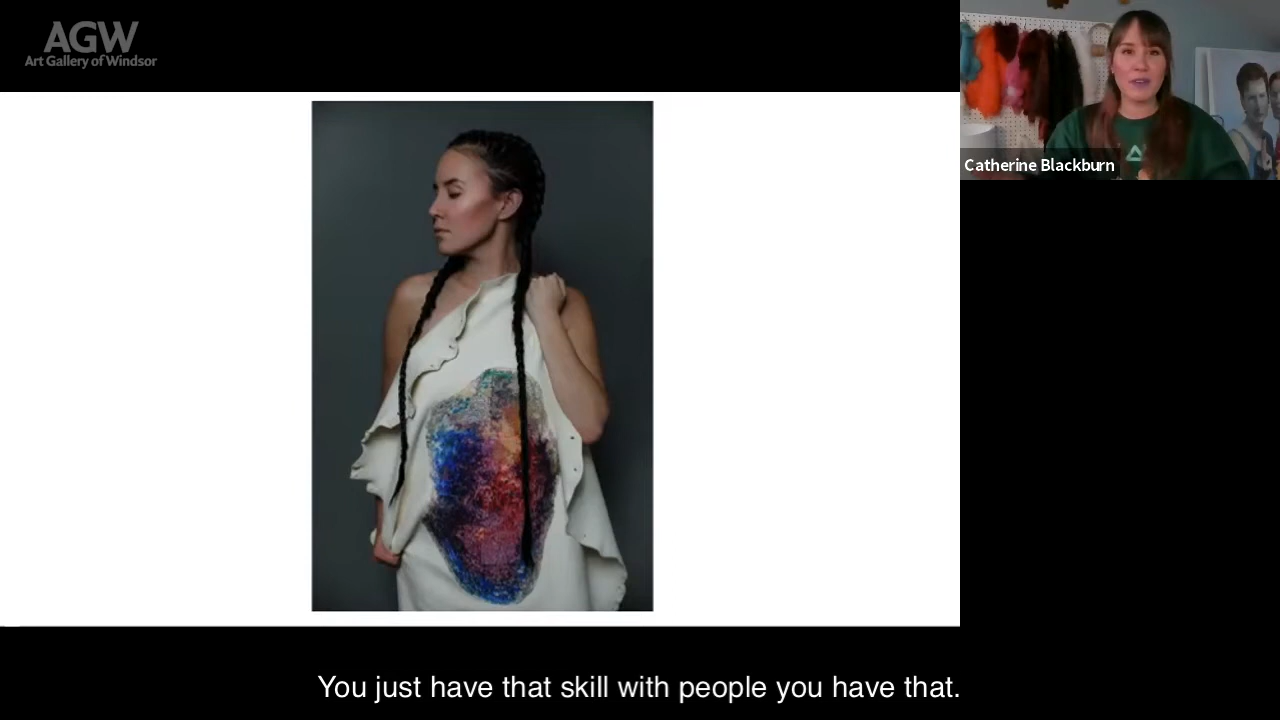 AGW
Art Gallery of Windsor
Catherine Blackburn
You just have that skill with people you have that.